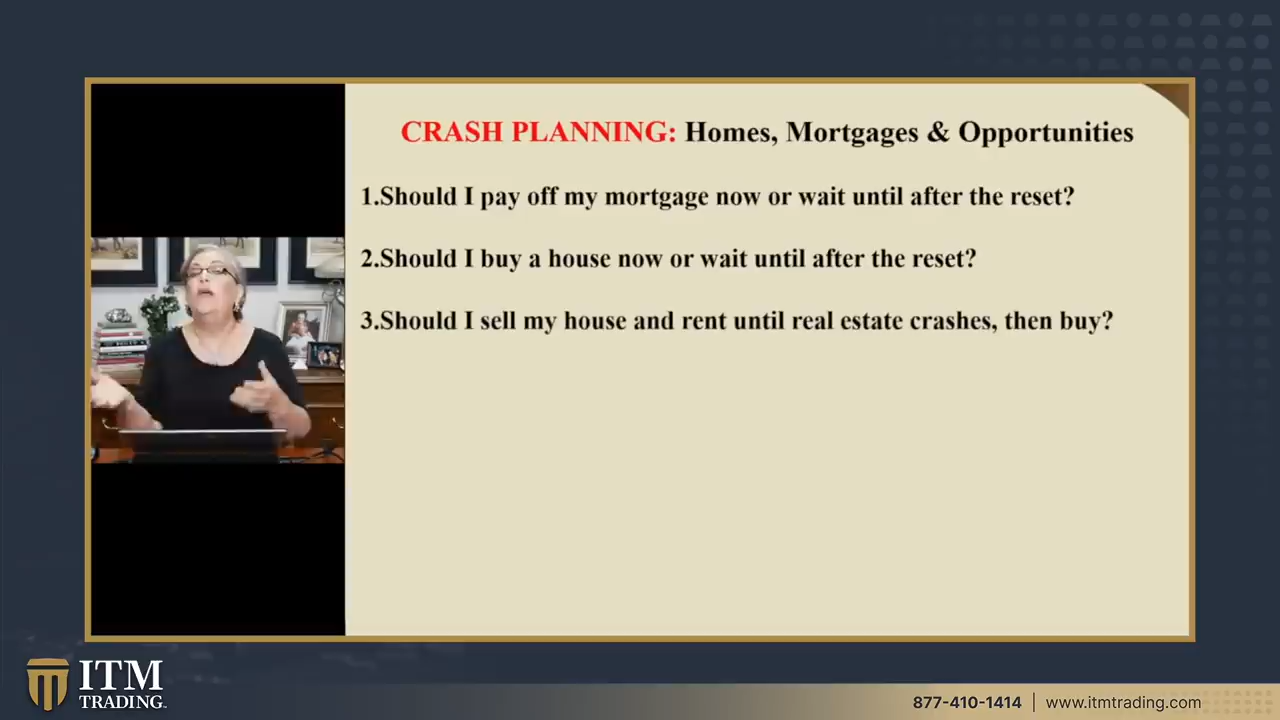 CRASH PLANNING: Homes, Mortgages & Opportunities
1.Should I pay off my mortgage now or wait until after the reset?
2.Should I buy a house now or wait until after the reset?
3.Should I sell my house and rent until real estate crashes, then buy?
ITM
TRADING
877-410-1414 | www.itmtrading.com